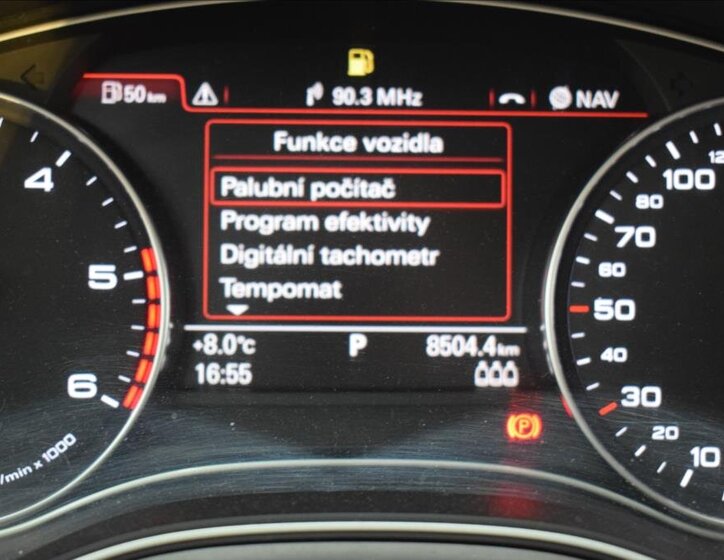 50 km 90.3 MHz NAV
Funkce vozidla
Palubní počítač
Program efektivity
Digitální tachometr
Tempomat
+8.0°C P 8504.4 km
16:55
4
5
6
/min x 1000
(P)
100
80
70
60
50
40
30
20
10